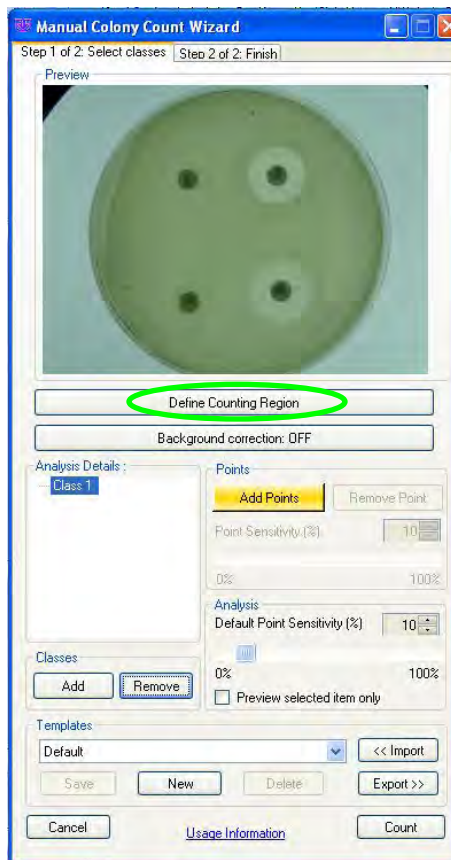 Manual Colony Count Wizard
Step 1 of 2: Select classes Step 2 of 2: Finish
Preview
Define Counting Region
Background correction: OFF
Analysis Details :
Class 1
Points
Add Points Remove Point
Point Sensitivity (%) 10
0% 100%
Analysis
Default Point Sensitivity (%) 10
0% 100%
Preview selected item only
Classes
Add Remove
Templates
Default << Import
Save New Delete Export >>
Cancel Usage Information Count